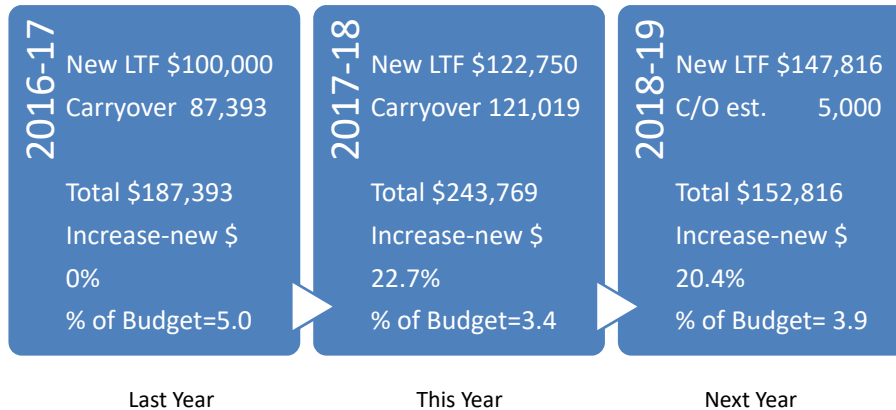 2016-17
New LTF $100,000
Carryover 87,393
Total $187,393
Increase-new $
0%
% of Budget=5.0
2017-18
New LTF $122,750
Carryover 121,019
Total $243,769
Increase-new $
22.7%
% of Budget=3.4
2018-19
New LTF $147,816
C/O est. 5,000
Total $152,816
Increase-new $
20.4%
% of Budget= 3.9
Last Year
This Year
Next Year